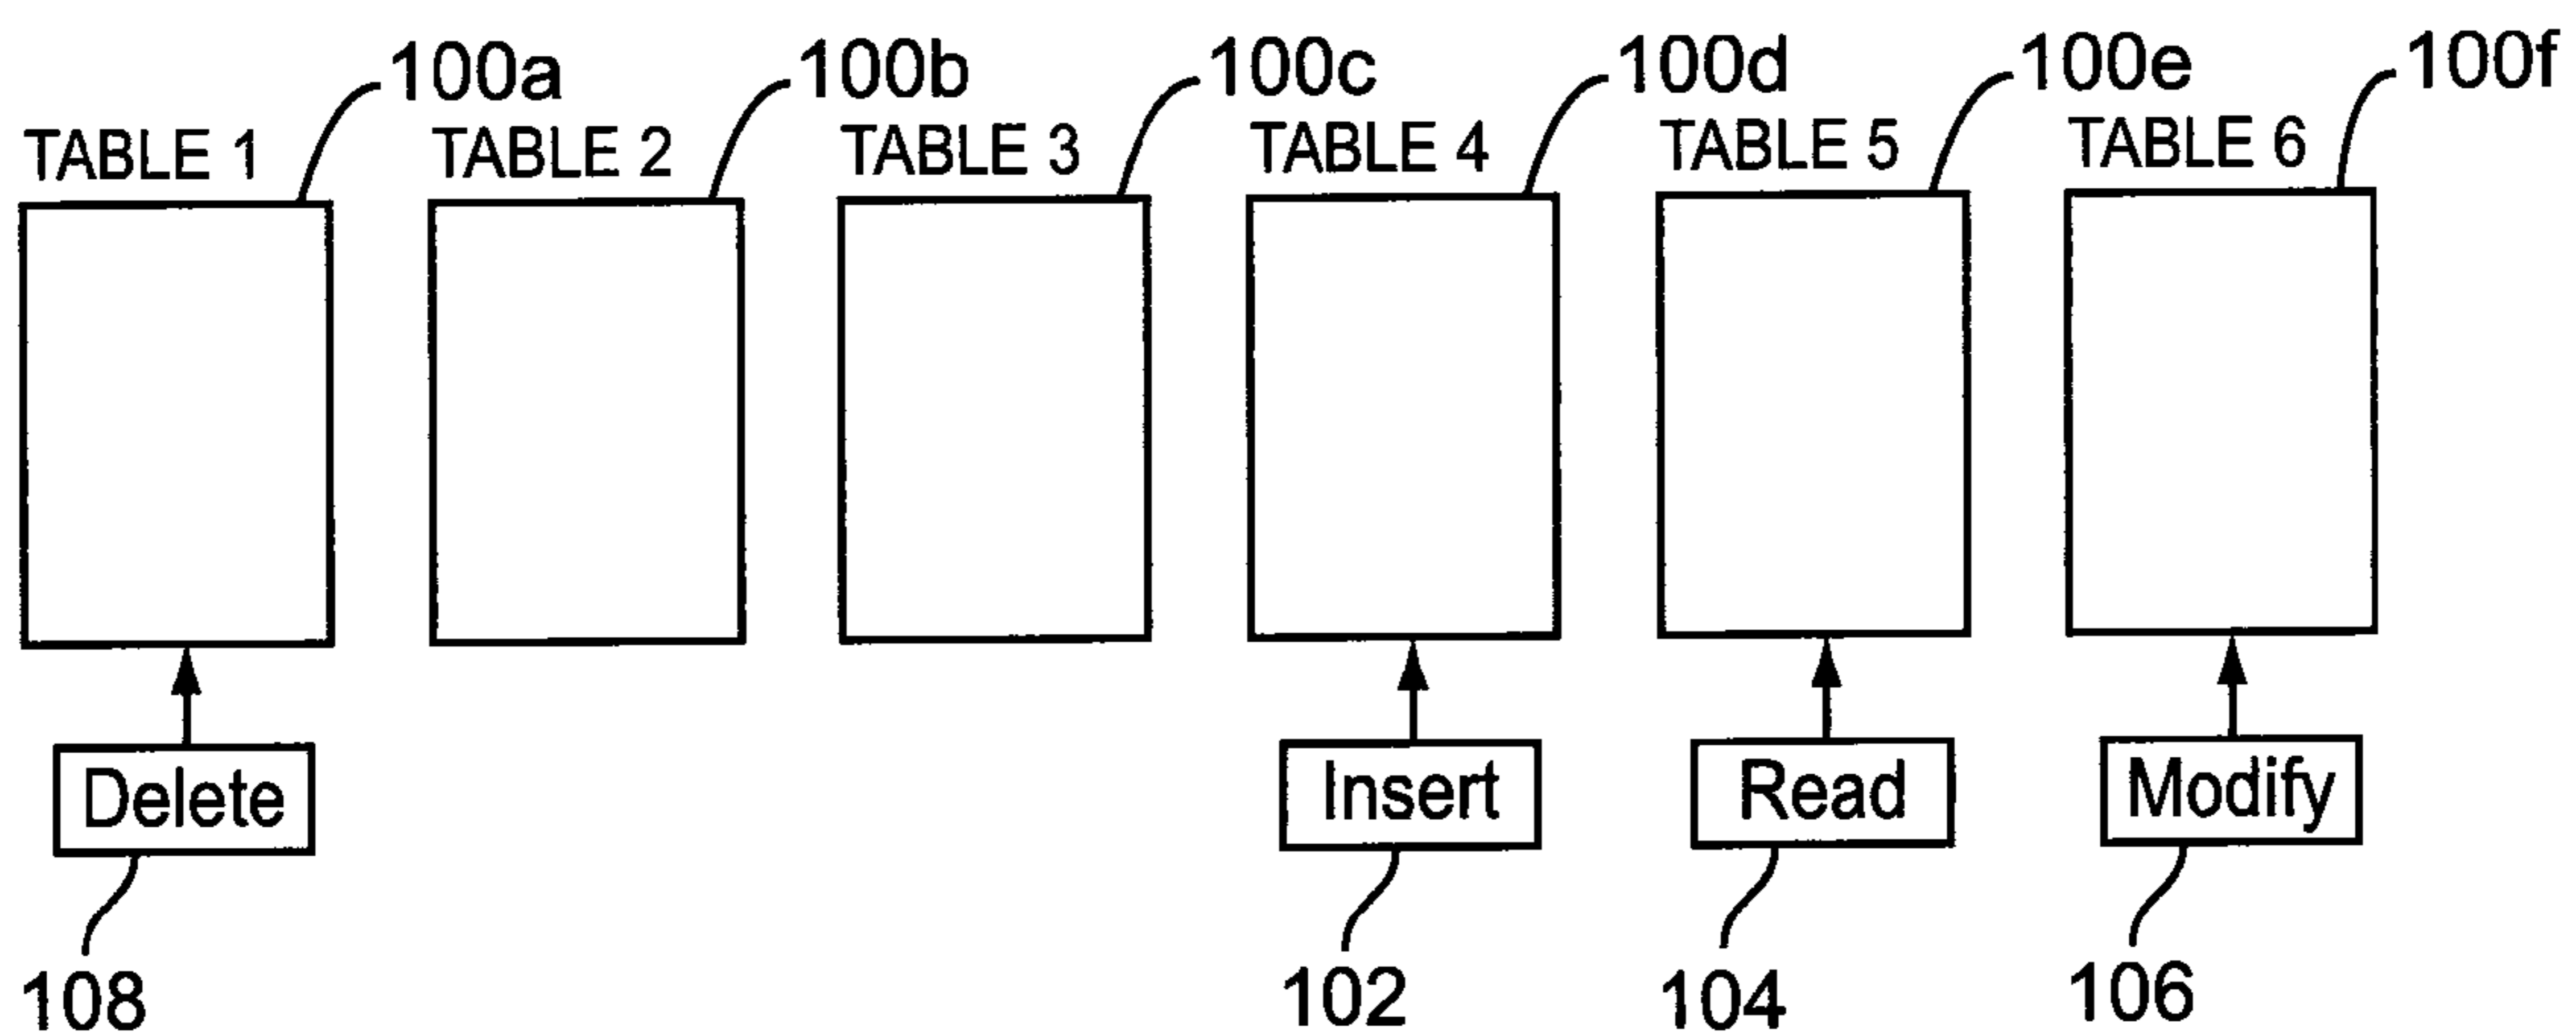 100a 100b 100c 100d 100e 100f
TABLE 1 TABLE 2 TABLE 3 TABLE 4 TABLE 5 TABLE 6
Delete Insert Read Modify
108 102 104 106